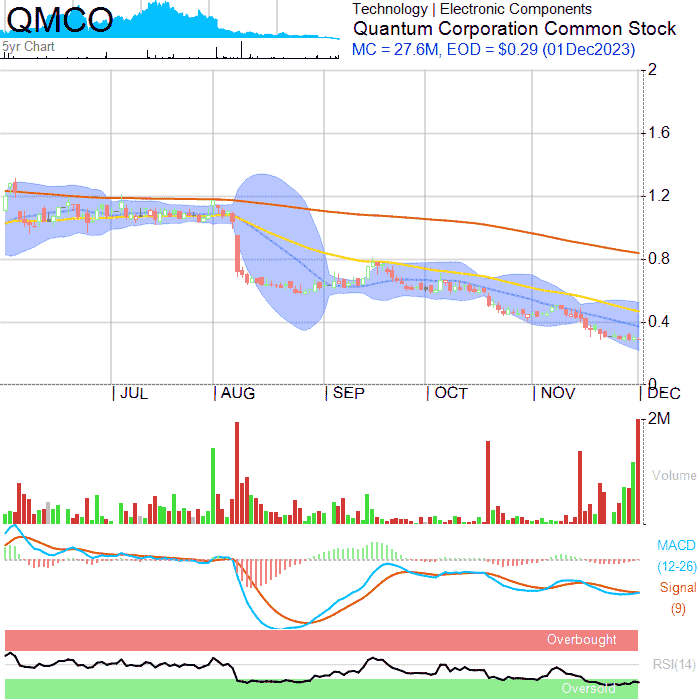 QMCO
5yr Chart
Technology | Electronic Components
Quantum Corporation Common Stock
MC = 27.6M, EOD = $0.29 (01Dec2023)
2
1.6
1.2
0.8
0.4
0
JUL AUG SEP OCT NOV DEC
2M
Volume
MACD
(12-26)
Signal
(9)
Overbought
RSI(14)
Oversold